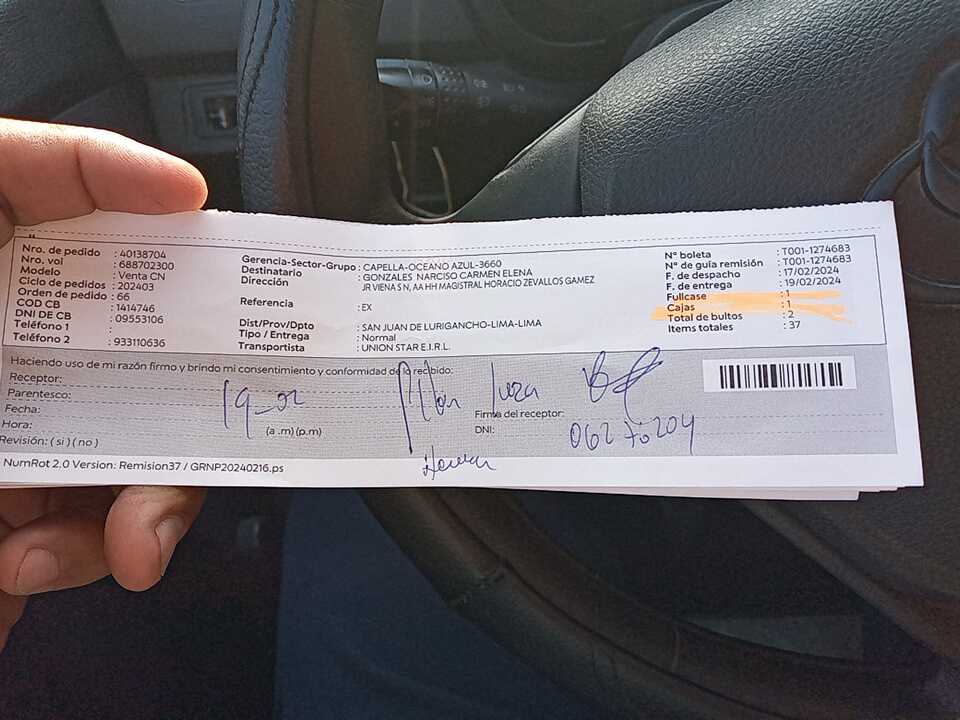 Nro. de pedido : 40138704
Nro. vol : 688702300
Modelo : Venta CN
Ciclo de pedidos : 202403
Orden de pedido : 66
COD CB : 1414746
DNI DE CB : 09553106
Teléfono 1 :
Teléfono 2 : 933110636
Gerencia-Sector-Grupo : CAPELLA-OCEANO AZUL-3660
Destinatario : GONZALES NARCISO CARMEN ELENA
Dirección : JR VIENA S N, AA HH MAGISTRAL HORACIO ZEVALLOS GAMEZ
Referencia : EX
Dist/Prov/Dpto : SAN JUAN DE LURIGANCHO-LIMA-LIMA
Tipo / Entrega : Normal
Transportista : UNION STAR E.I.R.L.
N° boleta : T001-1274683
N° de guía remisión : T001-1274683
F. de despacho : 17/02/2024
F. de entrega : 19/02/2024
Fullcase : 1
Cajas : 1
Total de bultos : 2
Items totales : 37
Haciendo uso de mi razón firmo y brindo mi consentimiento y conformidad de lo recibido:
Receptor:
Parentesco:
Fecha: 19-02
Hora: (a .m) (p.m)
Revisión: ( si ) ( no )
Firma del receptor:
DNI: 06270204
NumRot 2.0 Version: Remision37 / GRNP20240216.ps